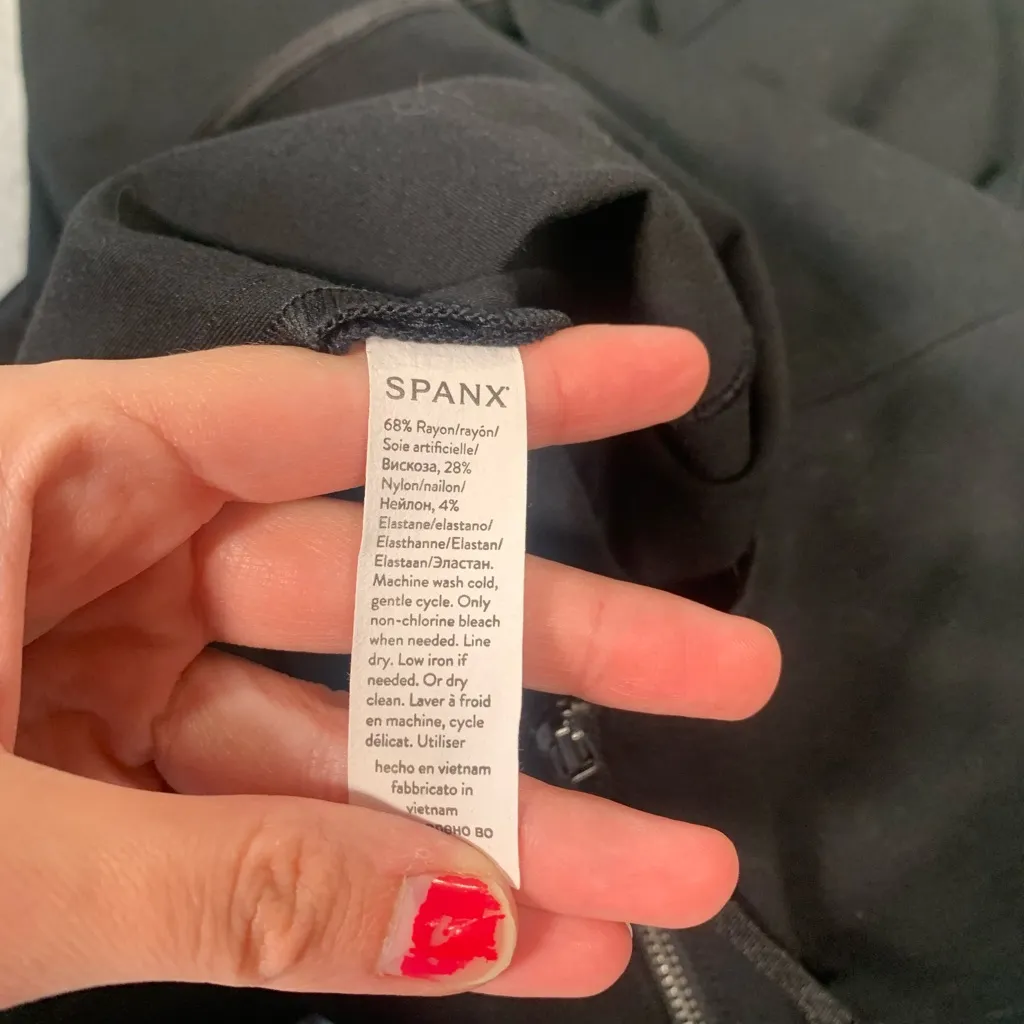 SPANX
68% Rayon/rayôn/
Soie artificielle/
Вискоза, 28%
Nylon/nailon/
Нейлон, 4%
Elastane/elastano/
Elasthanne/Elastan/
Elastaan/Эластан.
Machine wash cold,
gentle cycle. Only
non-chlorine bleach
when needed. Line
dry. Low iron if
needed. Or dry
clean. Laver à froid
en machine, cycle
délicat. Utiliser
hecho en vietnam
fabbricato in
vietnam
во